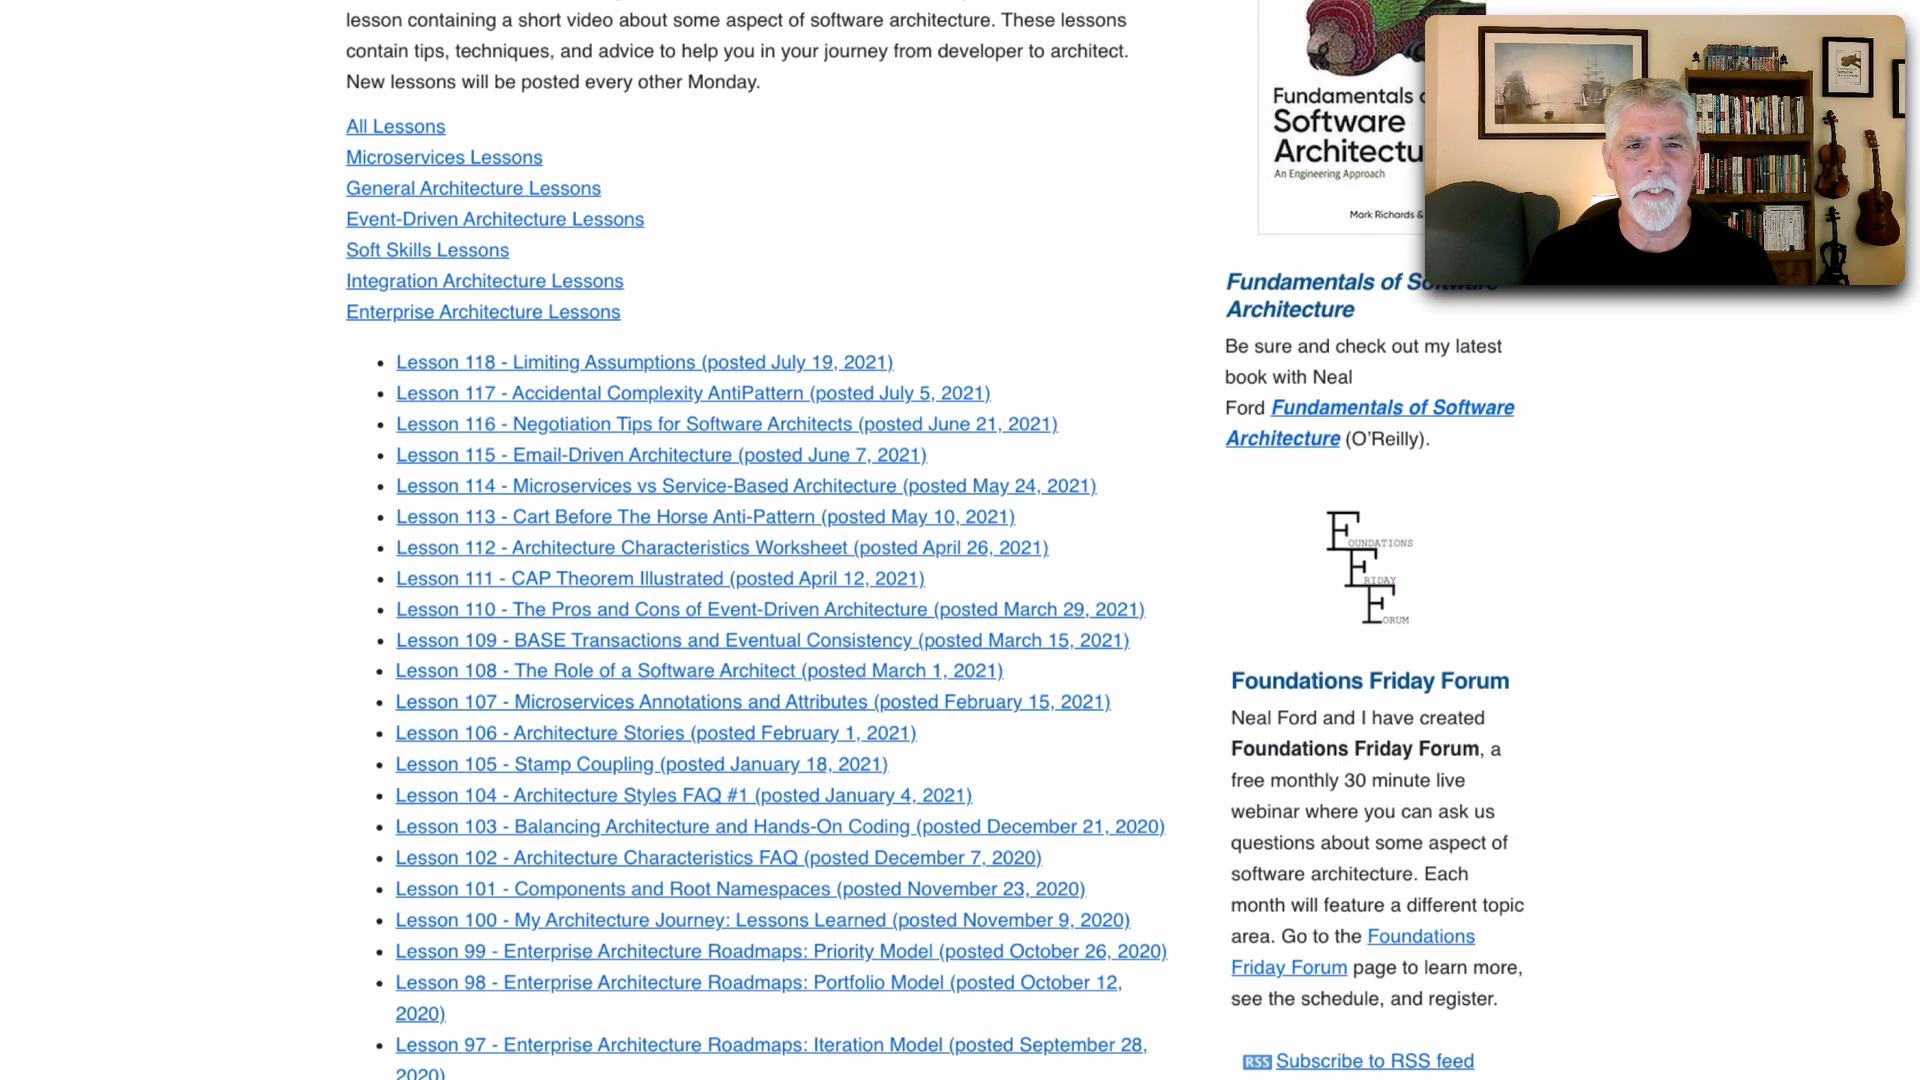 lesson containing a short video about some aspect of software architecture. These lessons
contain tips, techniques, and advice to help you in your journey from developer to architect.
New lessons will be posted every other Monday.
All Lessons
Microservices Lessons
General Architecture Lessons
Event-Driven Architecture Lessons
Soft Skills Lessons
Integration Architecture Lessons
Enterprise Architecture Lessons
Lesson 118 - Limiting Assumptions (posted July 19, 2021)
Lesson 117 - Accidental Complexity AntiPattern (posted July 5, 2021)
Lesson 116 - Negotiation Tips for Software Architects (posted June 21, 2021)
Lesson 115 - Email-Driven Architecture (posted June 7, 2021)
Lesson 114 - Microservices vs Service-Based Architecture (posted May 24, 2021)
Lesson 113 - Cart Before The Horse Anti-Pattern (posted May 10, 2021)
Lesson 112 - Architecture Characteristics Worksheet (posted April 26, 2021)
Lesson 111 - CAP Theorem Illustrated (posted April 12, 2021)
Lesson 110 - The Pros and Cons of Event-Driven Architecture (posted March 29, 2021)
Lesson 109 - BASE Transactions and Eventual Consistency (posted March 15, 2021)
Lesson 108 - The Role of a Software Architect (posted March 1, 2021)
Lesson 107 - Microservices Annotations and Attributes (posted February 15, 2021)
Lesson 106 - Architecture Stories (posted February 1, 2021)
Lesson 105 - Stamp Coupling (posted January 18, 2021)
Lesson 104 - Architecture Styles FAQ #1 (posted January 4, 2021)
Lesson 103 - Balancing Architecture and Hands-On Coding (posted December 21, 2020)
Lesson 102 - Architecture Characteristics FAQ (posted December 7, 2020)
Lesson 101 - Components and Root Namespaces (posted November 23, 2020)
Lesson 100 - My Architecture Journey: Lessons Learned (posted November 9, 2020)
Lesson 99 - Enterprise Architecture Roadmaps: Priority Model (posted October 26, 2020)
Lesson 98 - Enterprise Architecture Roadmaps: Portfolio Model (posted October 12,
2020)
Lesson 97 - Enterprise Architecture Roadmaps: Iteration Model (posted September 28,
2020)
Fundamentals
Software
Architectu
An Engineering Approach
Mark Richards &
Fundamentals of Software
Architecture
Be sure and check out my latest
book with Neal
Ford Fundamentals of Software
Architecture (O'Reilly).
FOUNDATIONS
FRIDAY
FORUM
Foundations Friday Forum
Neal Ford and I have created
Foundations Friday Forum, a
free monthly 30 minute live
webinar where you can ask us
questions about some aspect of
software architecture. Each
month will feature a different topic
area. Go to the Foundations
Friday Forum page to learn more,
see the schedule, and register.
RSS Subscribe to RSS feed